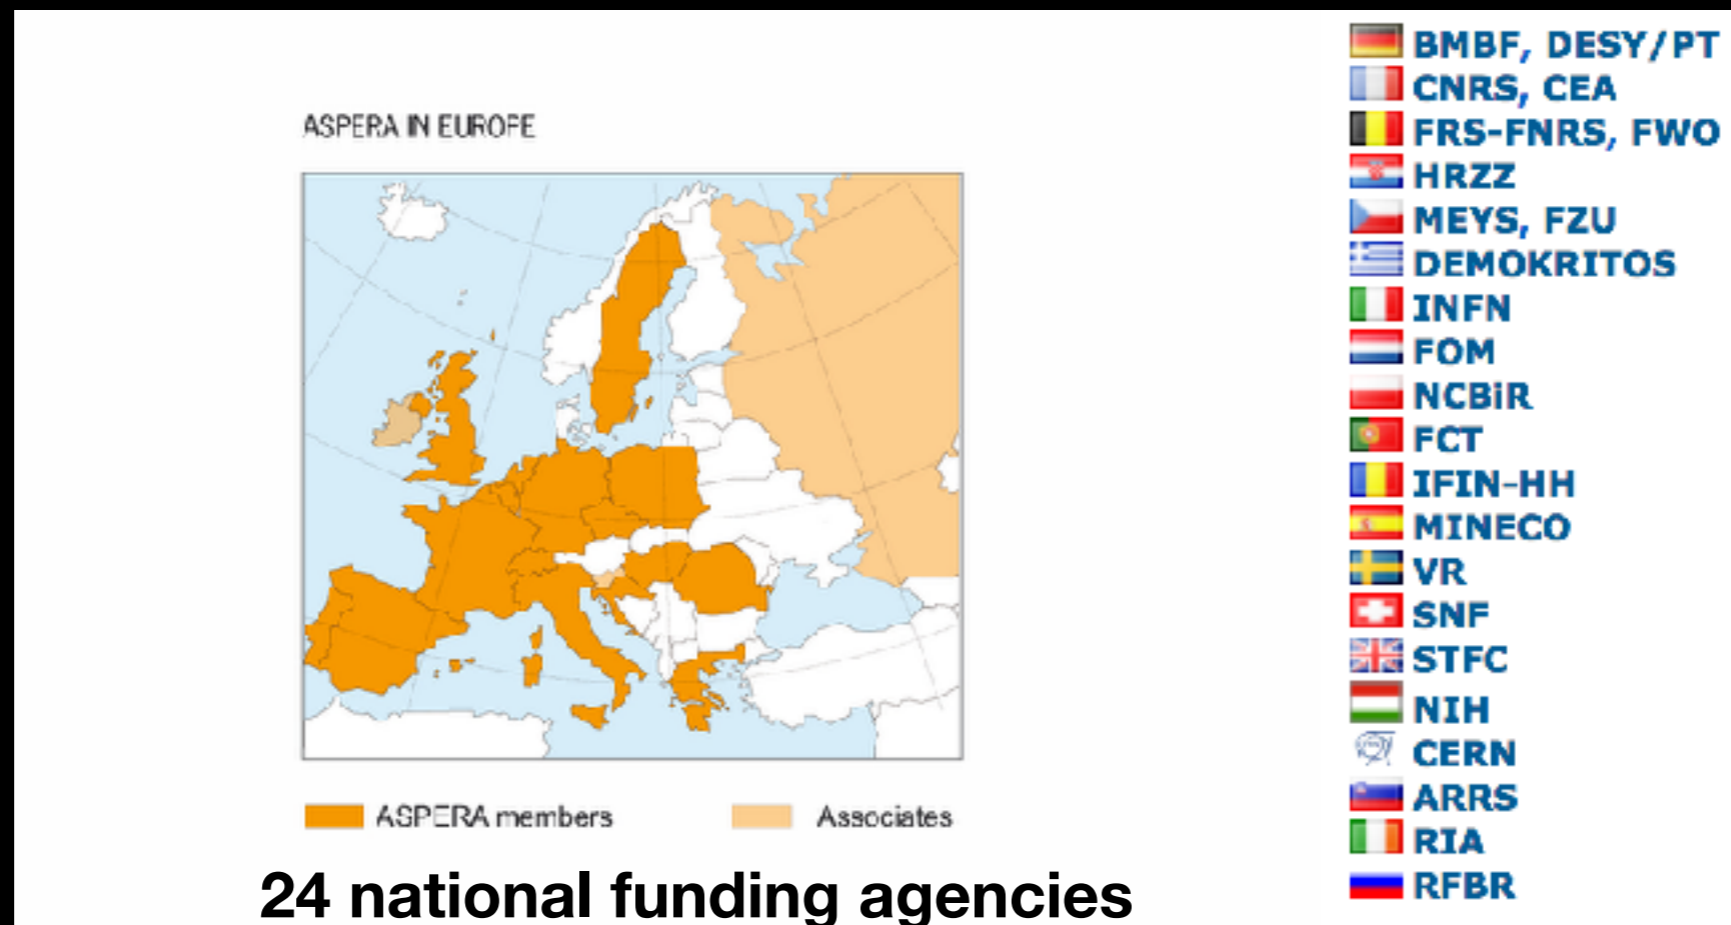 ASPERA IN EUROPE
ASPERA members
Associates
24 national funding agencies
BMBF, DESY/PT
CNRS, CEA
FRS-FNRS, FWO
HRZZ
MEYS, FZU
DEMOKRITOS
INFN
FOM
NCBiR
FCT
IFIN-HH
MINECO
VR
SNF
STFC
NIH
CERN
ARRS
RIA
RFBR